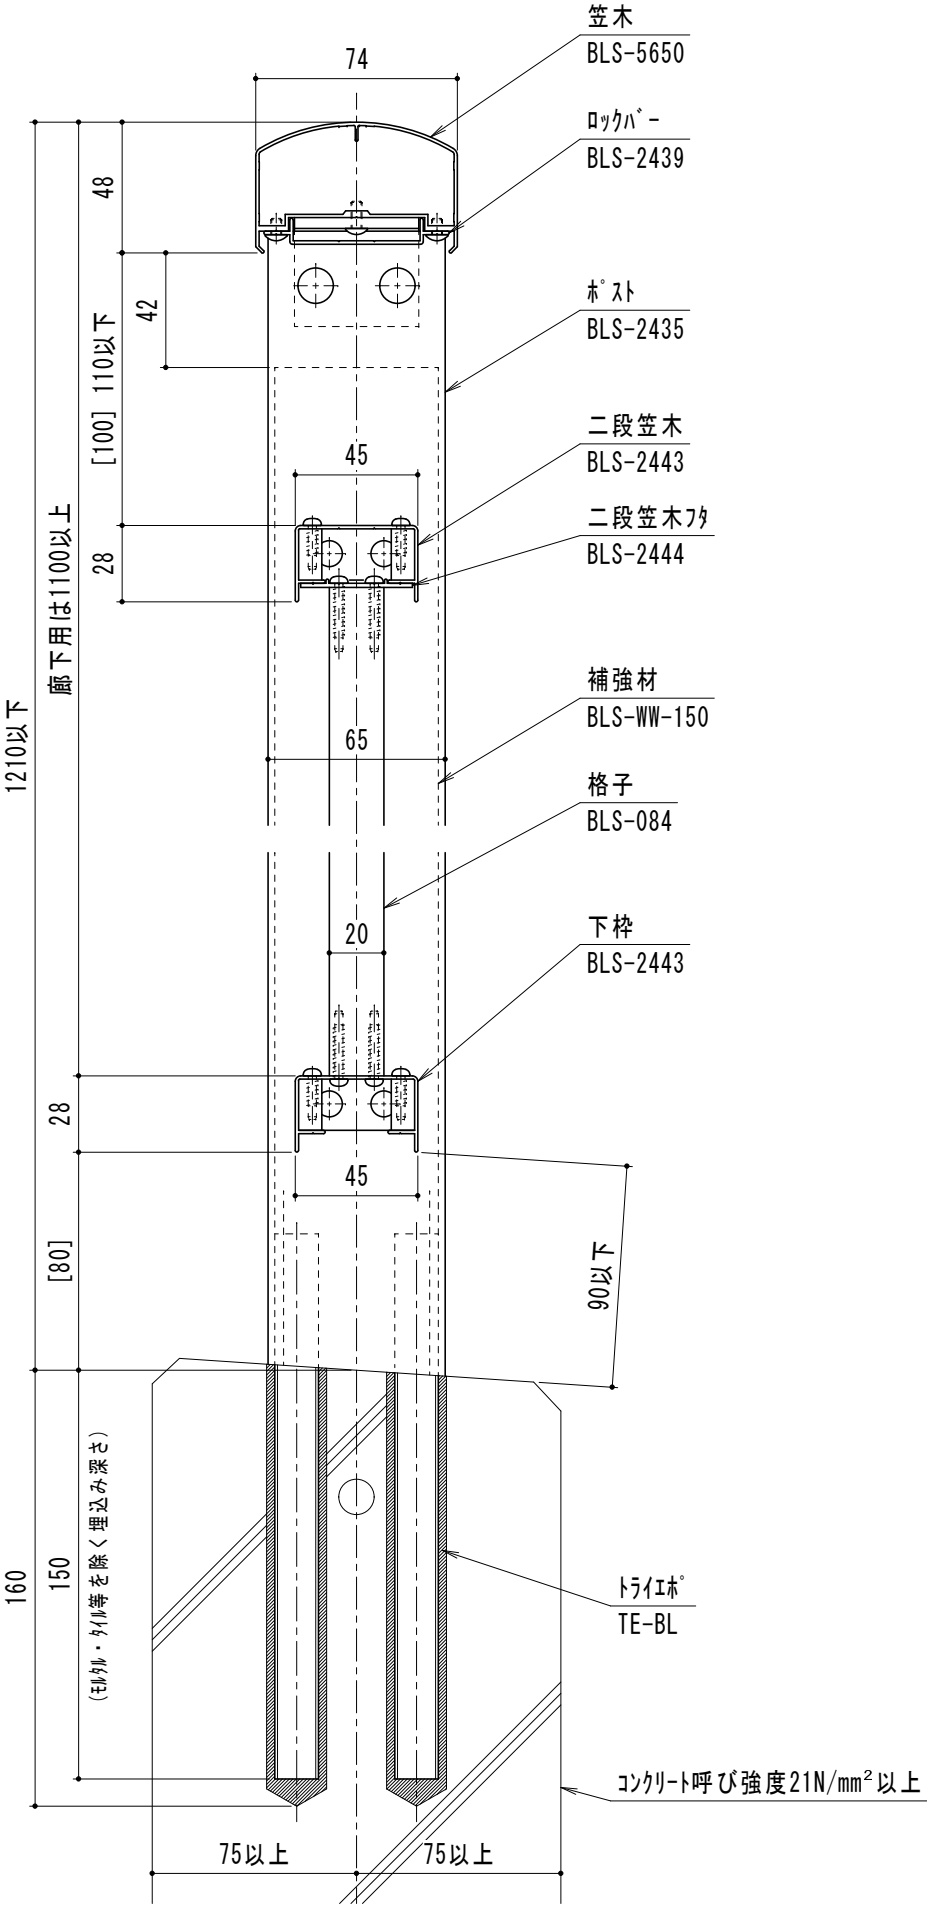 笠木
BLS-5650
74
ロックバー
BLS-2439
48
42
ポスト
BLS-2435
[100] 110以下
二段笠木
BLS-2443
45
二段笠木フタ
BLS-2444
28
廊下用は1100以上
1210以下
補強材
BLS-WW-150
65
格子
BLS-084
20
下枠
BLS-2443
28
45
[80]
90以下
160
150
(モルタル・タイル等を除く埋込み深さ)
トライエポ
TE-BL
コンクリート呼び強度21N/mm²以上
75以上
75以上